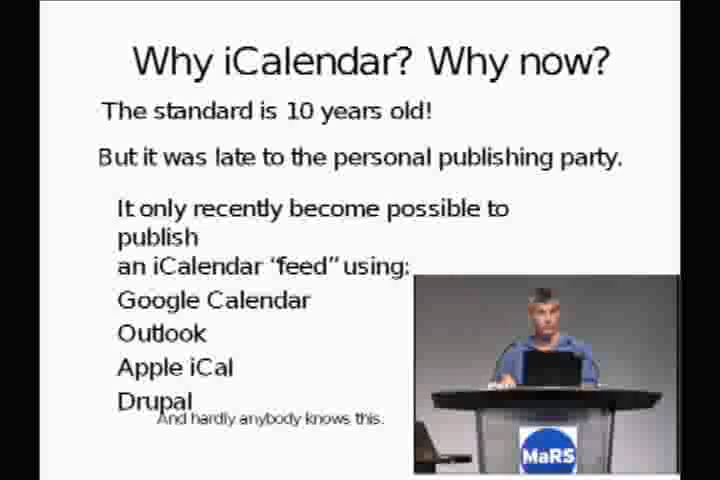 Why iCalendar? Why now?
The standard is 10 years old!
But it was late to the personal publishing party.
It only recently become possible to
publish
an iCalendar “feed” using:
Google Calendar
Outlook
Apple iCal
Drupal
And hardly anybody knows this.
MaRS